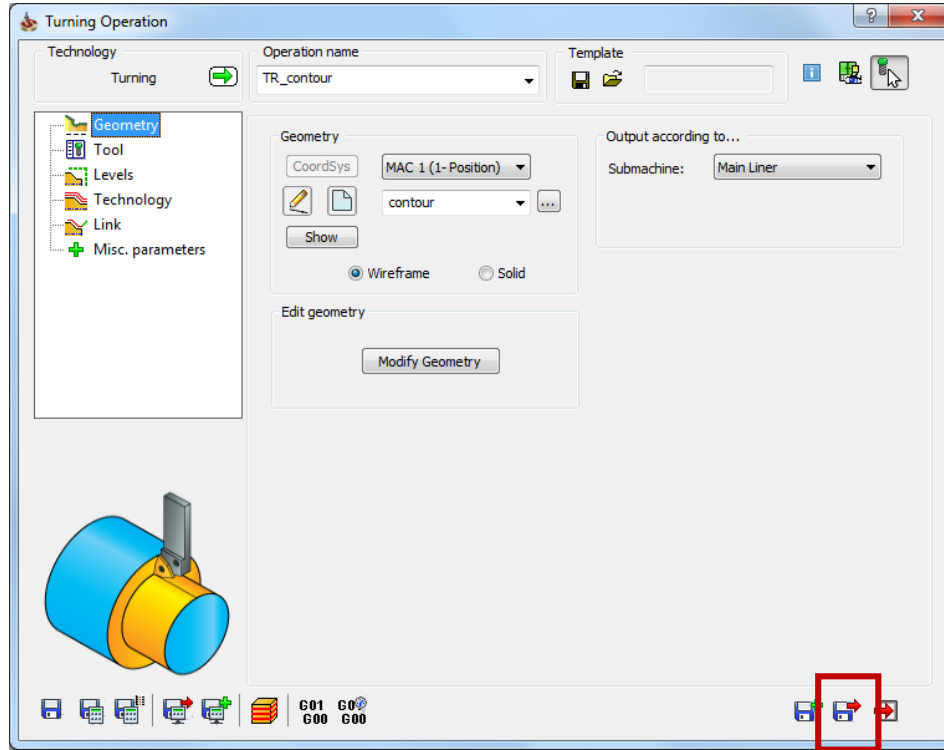 Turning Operation
Technology
Turning
Operation name
TR_contour
Template
Geometry
Tool
Levels
Technology
Link
Misc. parameters
Geometry
CoordSys
MAC 1 (1- Position)
contour
...
Show
Wireframe
Solid
Edit geometry
Modify Geometry
Output according to...
Submachine:
Main Liner
G01 G0
G00 G00